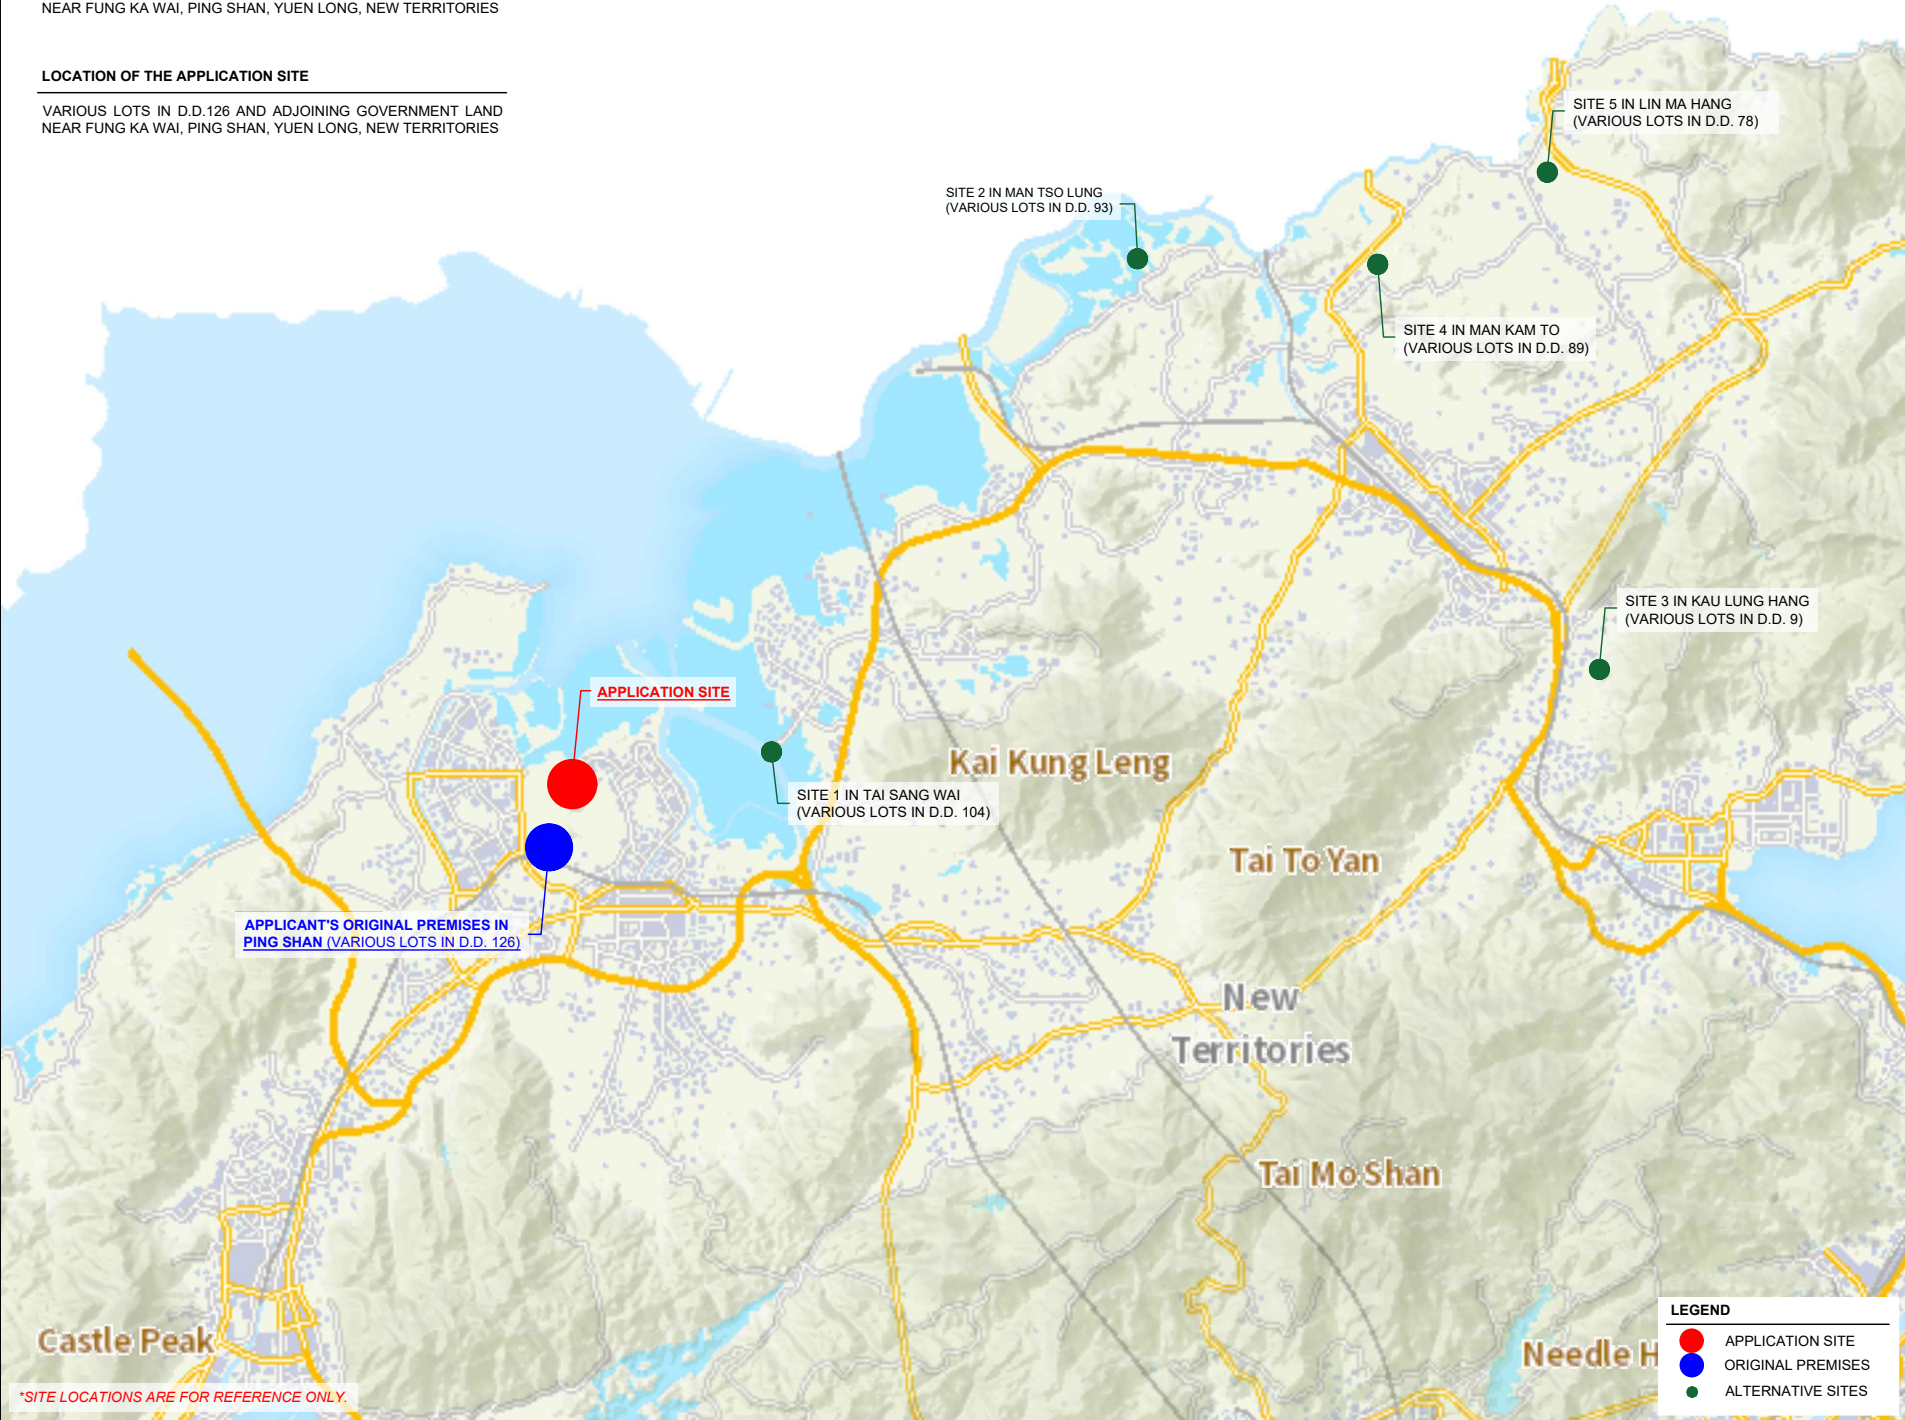 NEAR FUNG KA WAI, PING SHAN, YUEN LONG, NEW TERRITORIES
LOCATION OF THE APPLICATION SITE
VARIOUS LOTS IN D.D.126 AND ADJOINING GOVERNMENT LAND
NEAR FUNG KA WAI, PING SHAN, YUEN LONG, NEW TERRITORIES
SITE 5 IN LIN MA HANG
(VARIOUS LOTS IN D.D. 78)
SITE 2 IN MAN TSO LUNG
(VARIOUS LOTS IN D.D. 93)
SITE 4 IN MAN KAM TO
(VARIOUS LOTS IN D.D. 89)
SITE 3 IN KAU LUNG HANG
(VARIOUS LOTS IN D.D. 9)
APPLICATION SITE
Kai Kung Leng
SITE 1 IN TAI SANG WAI
(VARIOUS LOTS IN D.D. 104)
Tai To Yan
APPLICANT'S ORIGINAL PREMISES IN
PING SHAN (VARIOUS LOTS IN D.D. 126)
New
Territories
Tai Mo Shan
Castle Peak
Needle H
LEGEND
APPLICATION SITE
ORIGINAL PREMISES
ALTERNATIVE SITES
*SITE LOCATIONS ARE FOR REFERENCE ONLY.